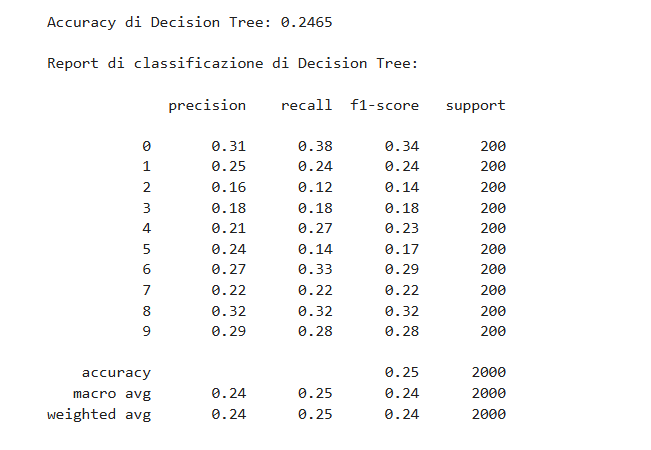 Accuracy di Decision Tree: 0.2465
Report di classificazione di Decision Tree:
precision recall f1-score support
0 0.31 0.38 0.34 200
1 0.25 0.24 0.24 200
2 0.16 0.12 0.14 200
3 0.18 0.18 0.18 200
4 0.21 0.27 0.23 200
5 0.24 0.14 0.17 200
6 0.27 0.33 0.29 200
7 0.22 0.22 0.22 200
8 0.32 0.32 0.32 200
9 0.29 0.28 0.28 200
accuracy 0.25 2000
macro avg 0.24 0.25 0.24 2000
weighted avg 0.24 0.25 0.24 2000